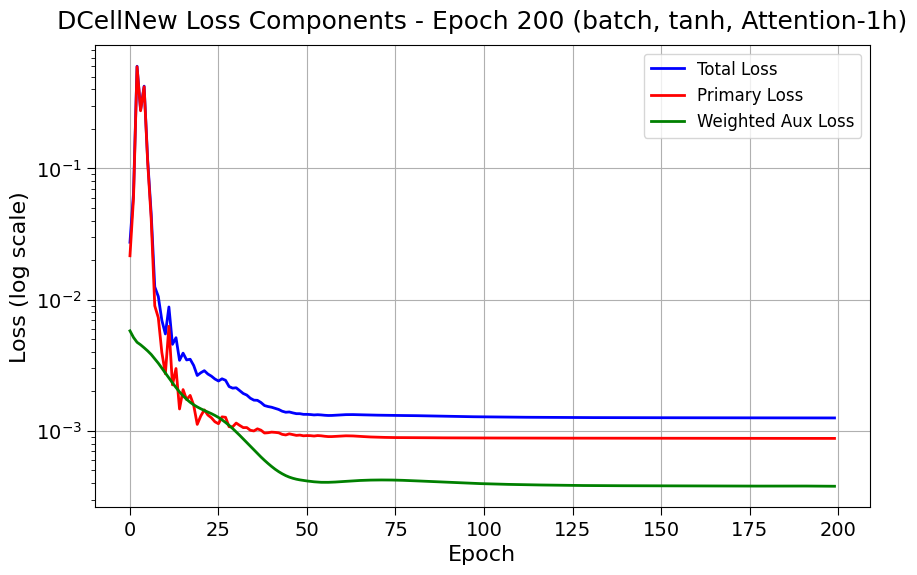 DCellNew Loss Components - Epoch 200 (batch, tanh, Attention-1h)
Total Loss
Primary Loss
Weighted Aux Loss
Loss (log scale)
10⁻¹
10⁻²
10⁻³
0 25 50 75 100 125 150 175 200
Epoch